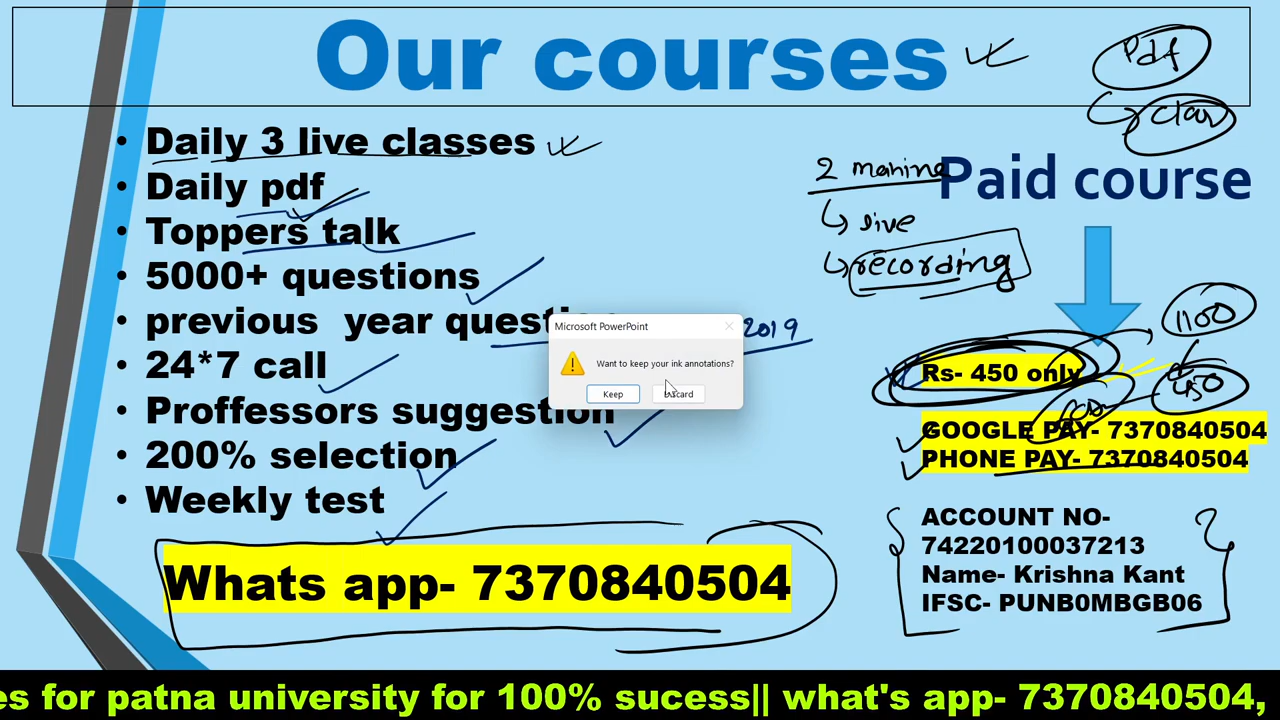 Our courses
Pdf
class
• Daily 3 live classes
• Daily pdf
• Toppers talk
• 5000+ questions
• previous year question
2019
• 24*7 call
• Proffessors suggestion
• 200% selection
• Weekly test
Whats app- 7370840504
2 mahina
live
recording
Paid course
1100
450
Rs- 450 only
GOOGLE PAY- 7370840504
PHONE PAY- 7370840504
ACCOUNT NO-
74220100037213
Name- Krishna Kant
IFSC- PUNB0MBGB06
Microsoft PowerPoint
Want to keep your ink annotations?
Keep
Discard
es for patna university for 100% sucess|| what's app- 7370840504,